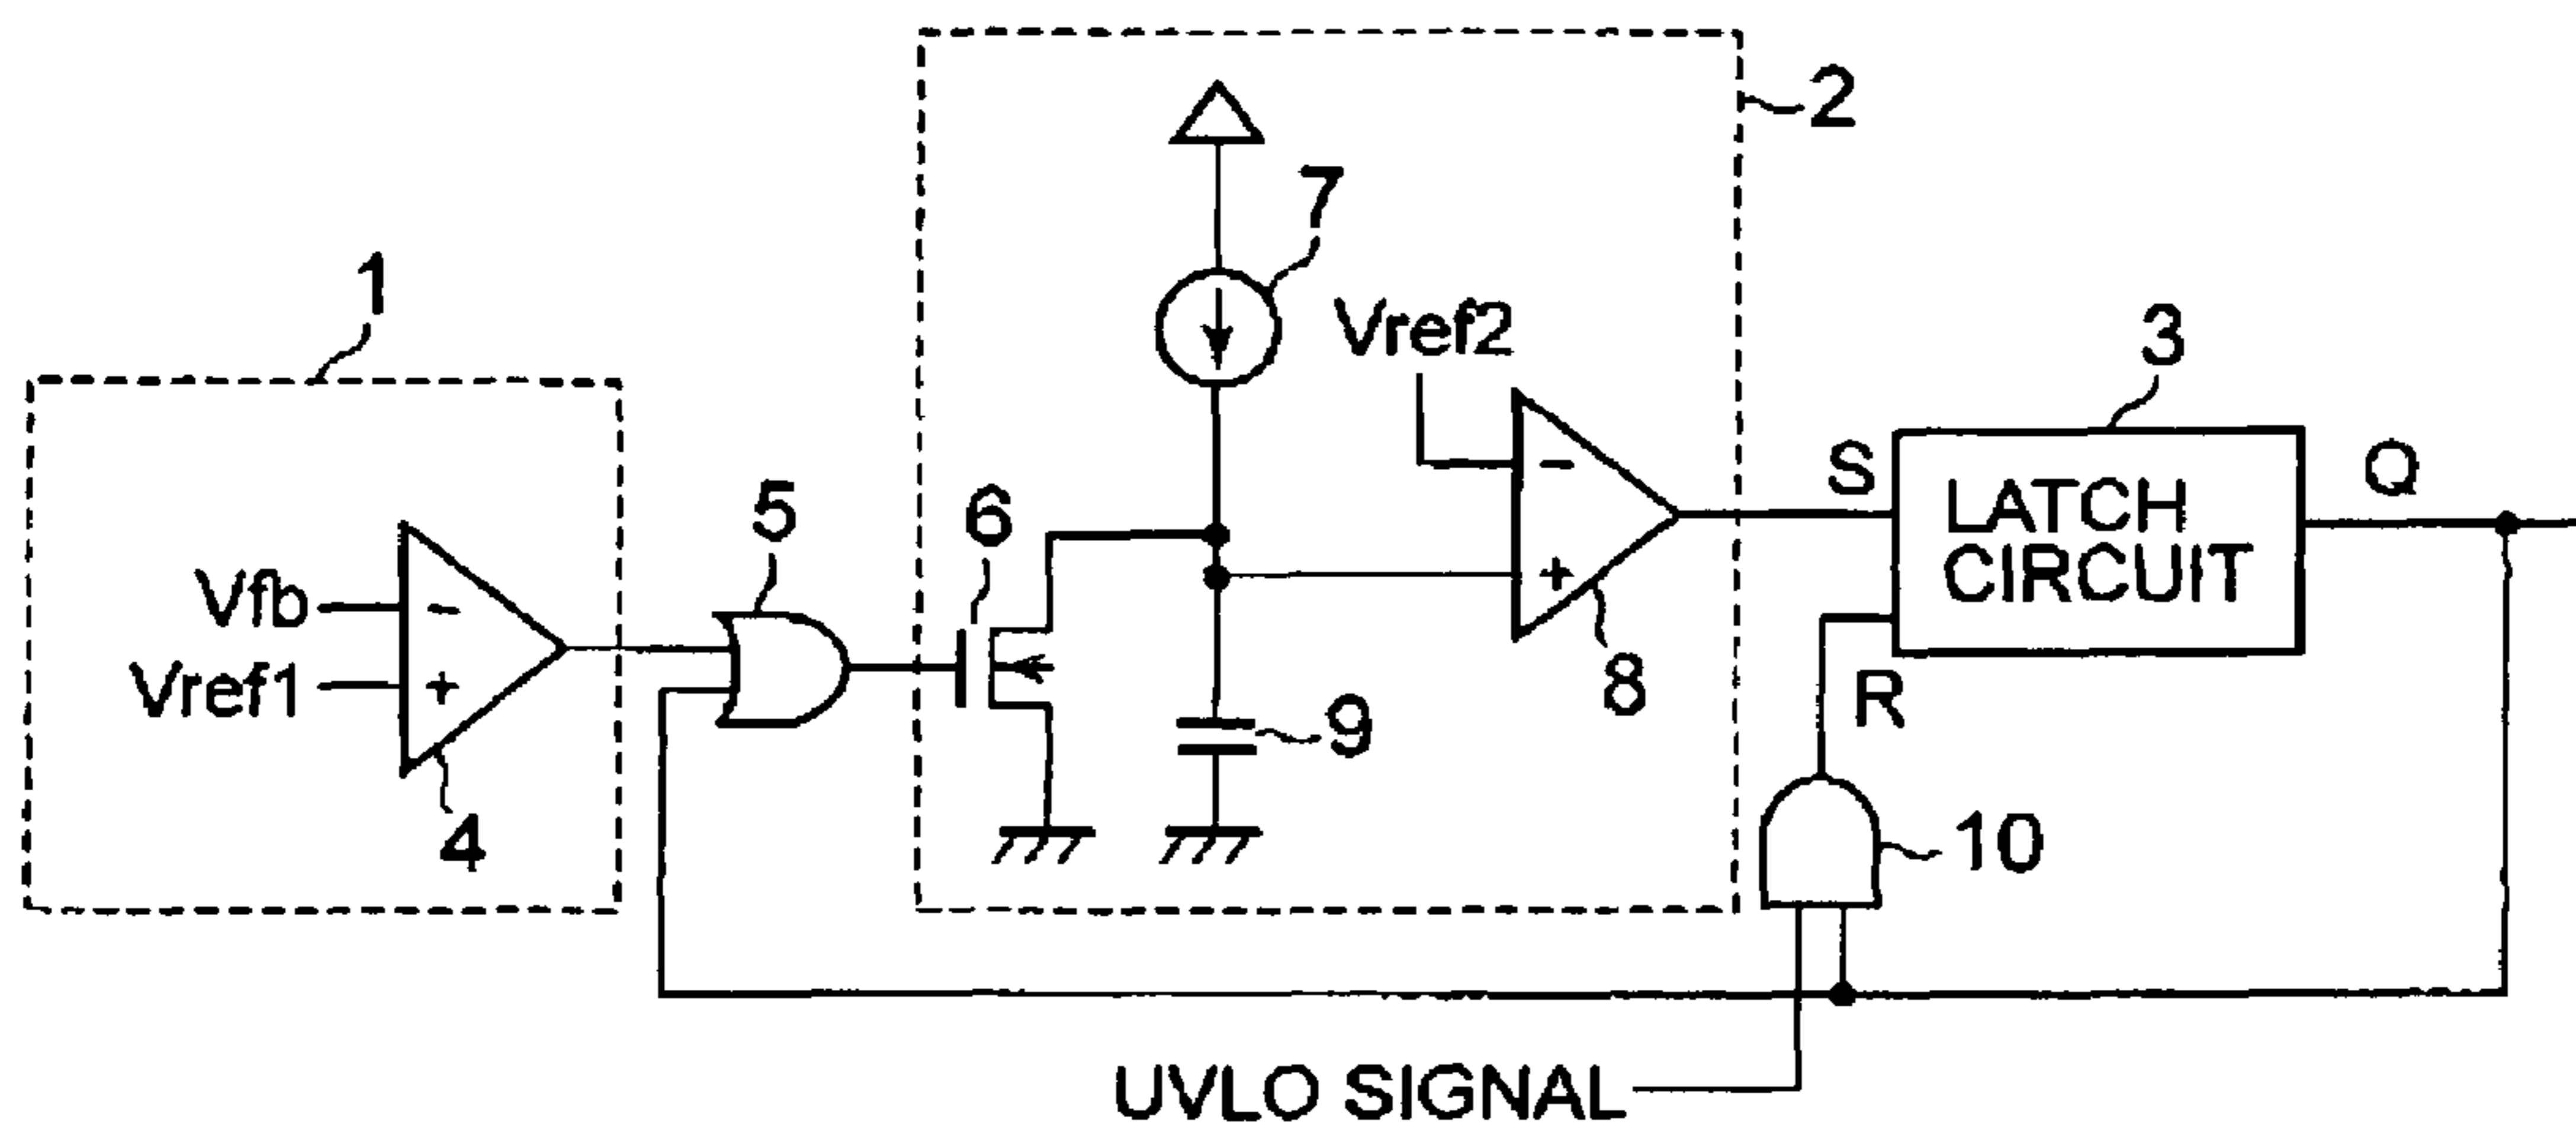 2
7
1
Vref2
3
S
Q
5
6
LATCH
CIRCUIT
Vfb
-
-
+
Vref1
+
8
R
9
4
10
UVLO SIGNAL